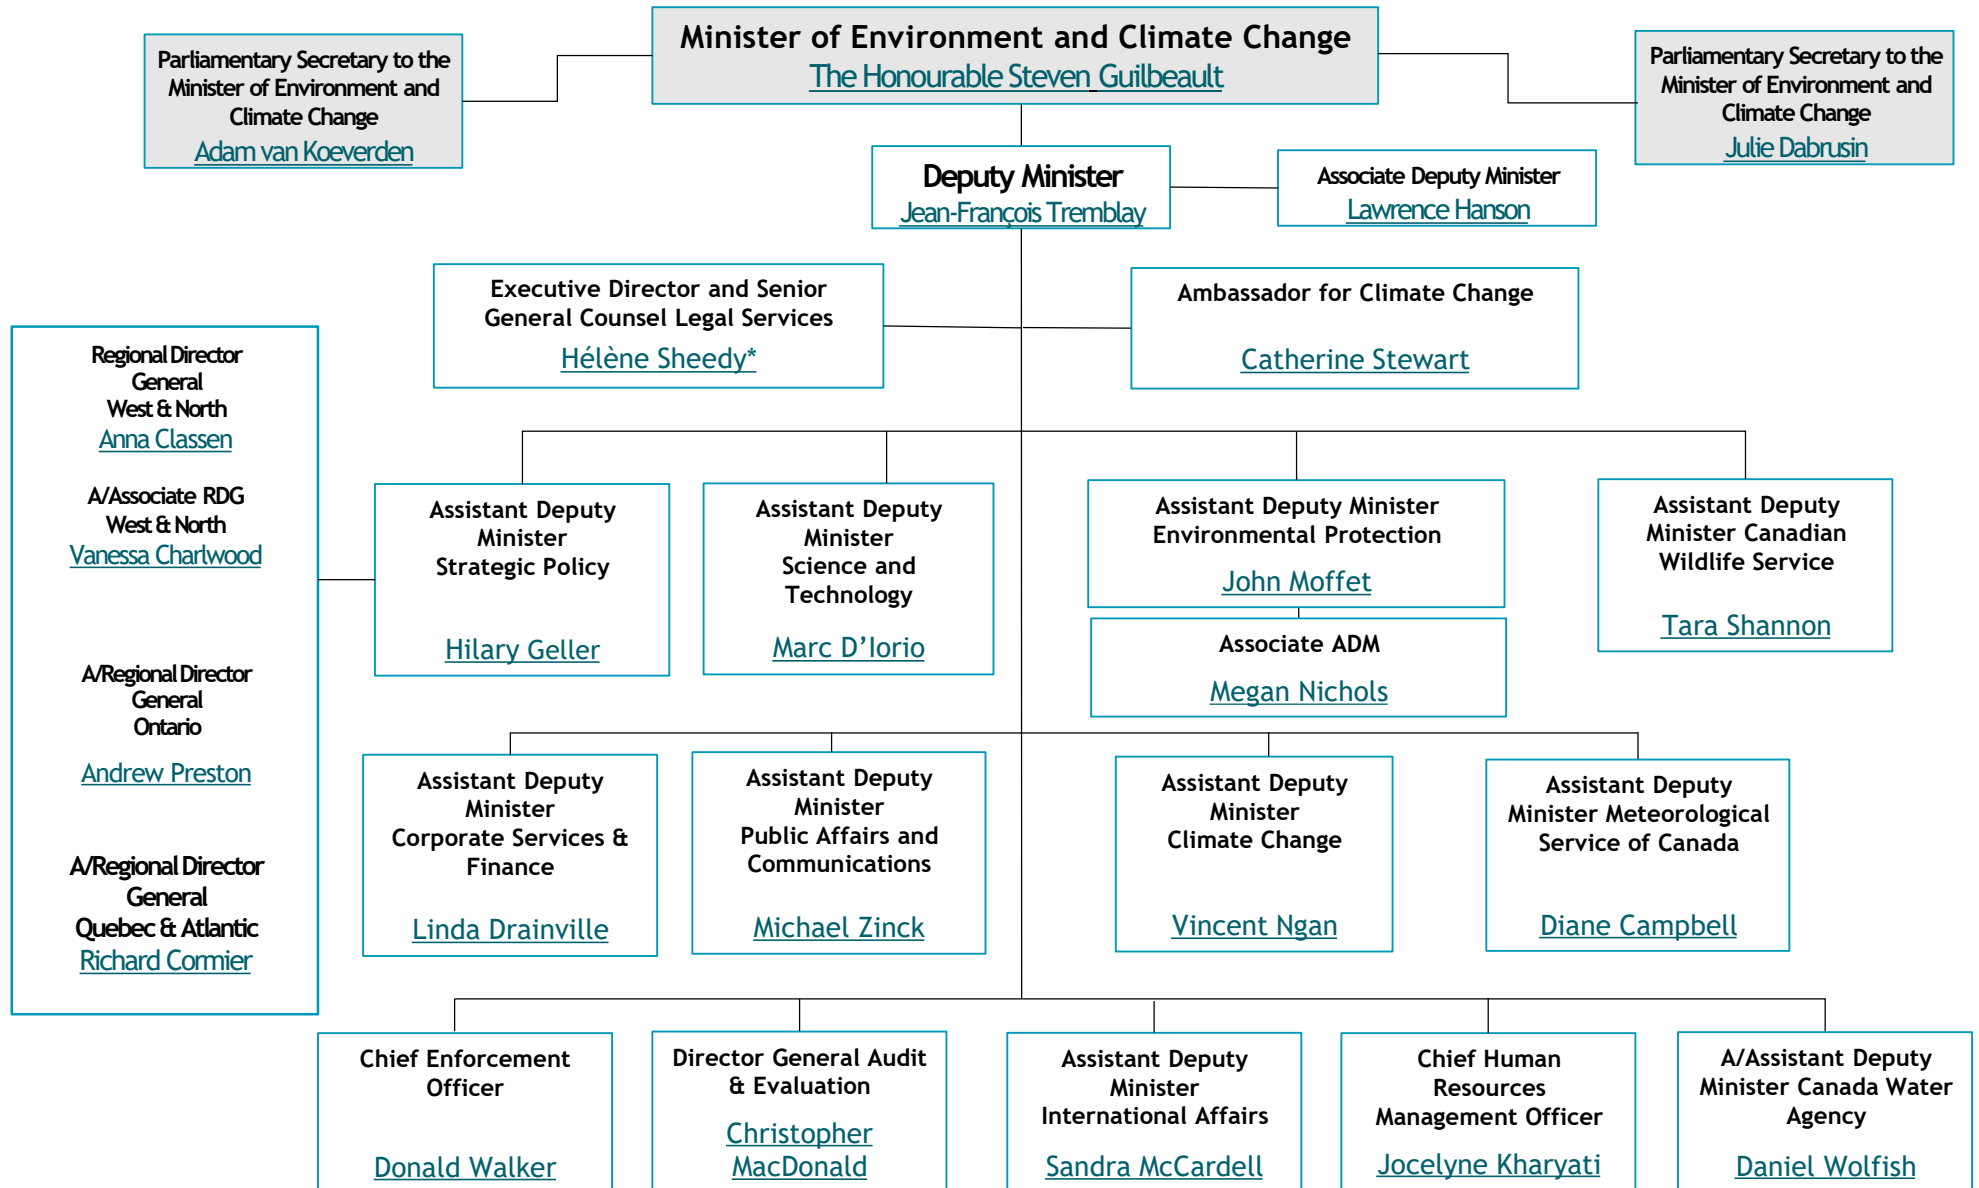 Minister of Environment and Climate Change
The Honourable Steven Guilbeault
Parliamentary Secretary to the
Minister of Environment and
Climate Change
Adam van Koeverden
Parliamentary Secretary to the
Minister of Environment and
Climate Change
Julie Dabrusin
Deputy Minister
Jean-François Tremblay
Associate Deputy Minister
Lawrence Hanson
Executive Director and Senior
General Counsel Legal Services
Hélène Sheedy*
Ambassador for Climate Change
Catherine Stewart
Regional Director
General
West & North
Anna Classen
A/Associate RDG
West & North
Vanessa Charlwood
A/Regional Director
General
Ontario
Andrew Preston
A/Regional Director
General
Quebec & Atlantic
Richard Cormier
Assistant Deputy
Minister
Strategic Policy
Hilary Geller
Assistant Deputy
Minister
Science and
Technology
Marc D’Iorio
Assistant Deputy Minister
Environmental Protection
John Moffet
Associate ADM
Megan Nichols
Assistant Deputy
Minister Canadian
Wildlife Service
Tara Shannon
Assistant Deputy
Minister
Corporate Services &
Finance
Linda Drainville
Assistant Deputy
Minister
Public Affairs and
Communications
Michael Zinck
Assistant Deputy
Minister
Climate Change
Vincent Ngan
Assistant Deputy
Minister Meteorological
Service of Canada
Diane Campbell
Chief Enforcement
Officer
Donald Walker
Director General Audit
& Evaluation
Christopher
MacDonald
Assistant Deputy
Minister
International Affairs
Sandra McCardell
Chief Human
Resources
Management Officer
Jocelyne Kharyati
A/Assistant Deputy
Minister Canada Water
Agency
Daniel Wolfish